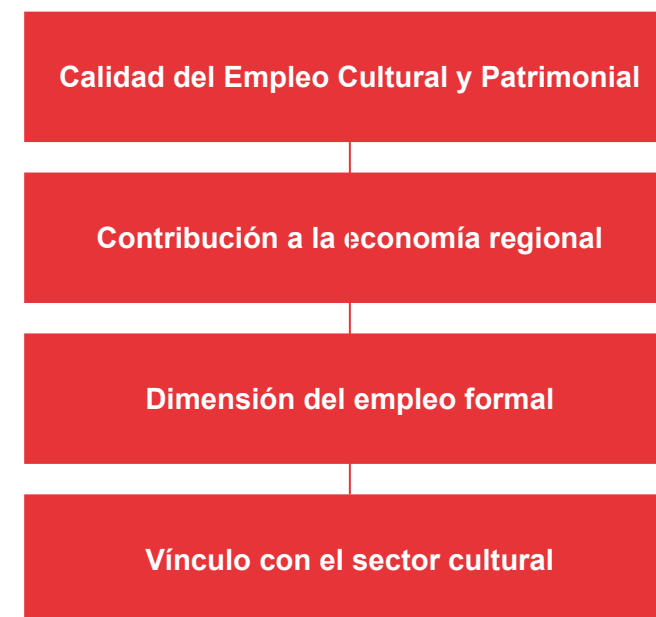 Calidad del Empleo Cultural y Patrimonial
Contribución a la economía regional
Dimensión del empleo formal
Vínculo con el sector cultural